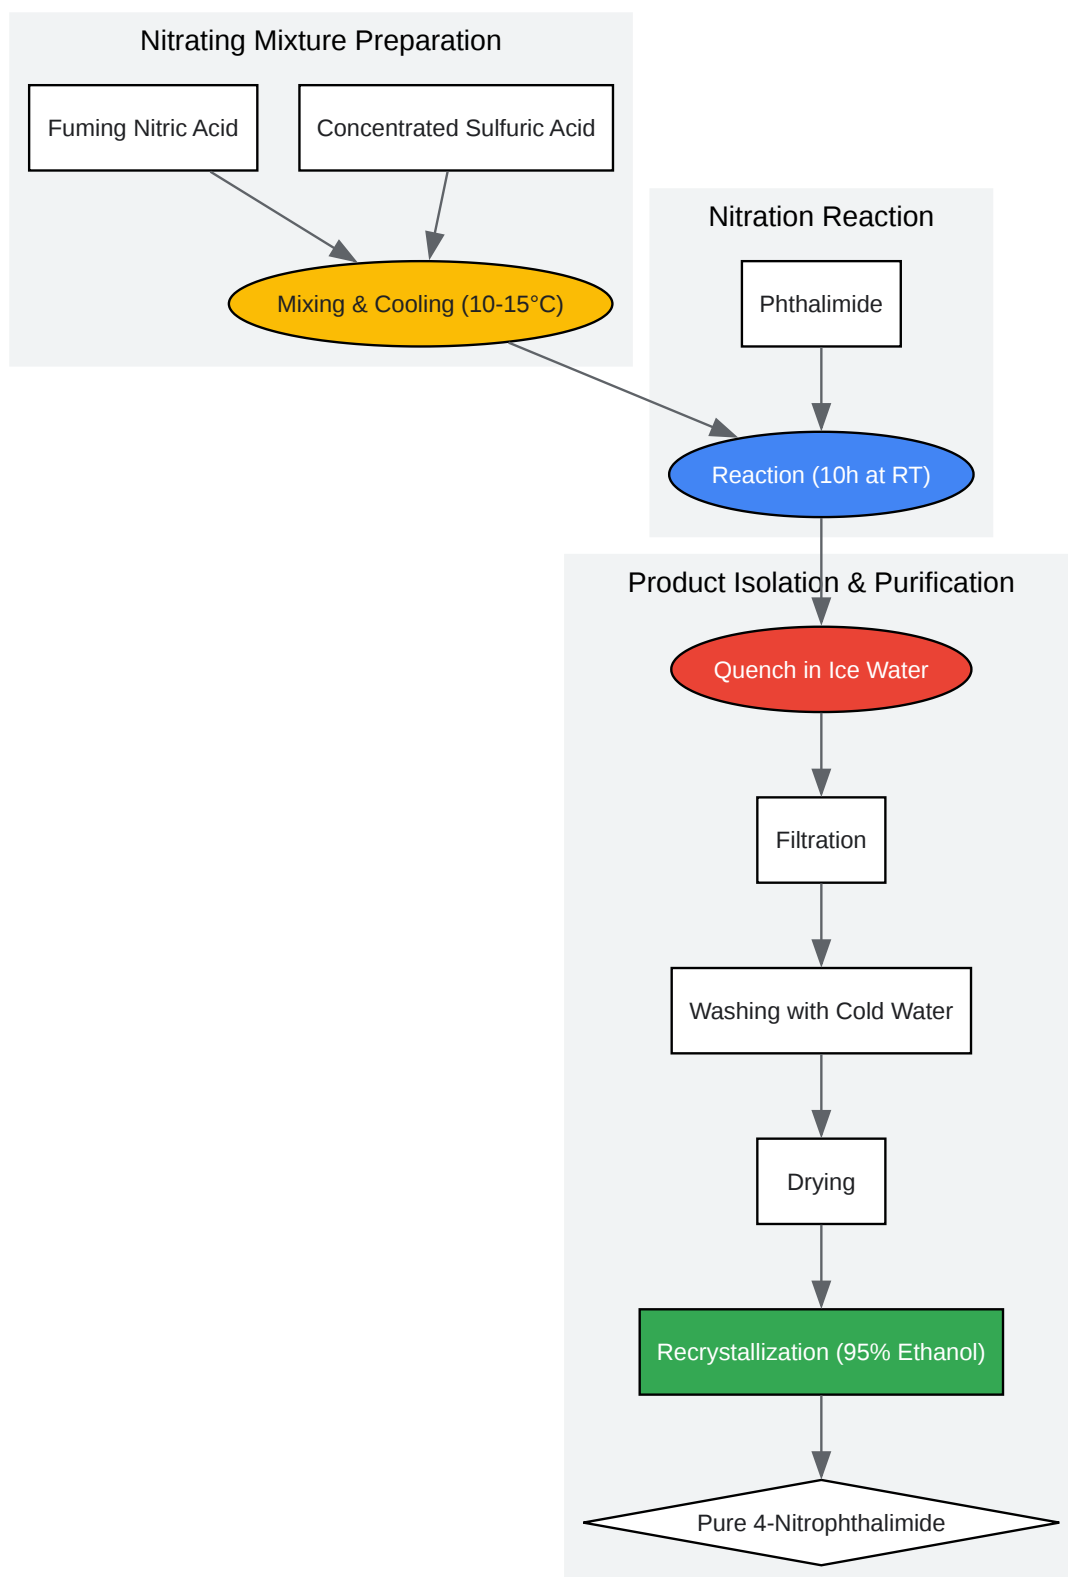 Nitrating Mixture Preparation
Fuming Nitric Acid
Concentrated Sulfuric Acid
Mixing & Cooling (10-15°C)
Nitration Reaction
Phthalimide
Reaction (10h at RT)
Product Isolation & Purification
Quench in Ice Water
Filtration
Washing with Cold Water
Drying
Recrystallization (95% Ethanol)
Pure 4-Nitrophthalimide